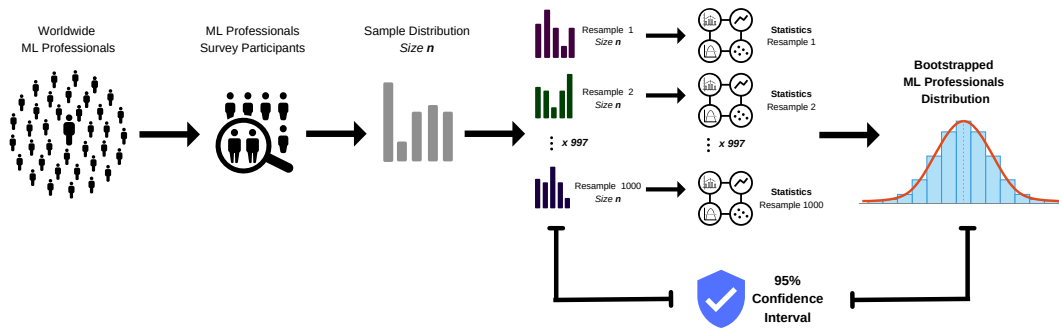 Worldwide
ML Professionals
ML Professionals
Survey Participants
Sample Distribution
Size n
Resample 1
Size n
Statistics
Resample 1
Resample 2
Size n
Statistics
Resample 2
x 997
x 997
Resample 1000
Size n
Statistics
Resample 1000
Bootstrapped
ML Professionals
Distribution
95%
Confidence
Interval